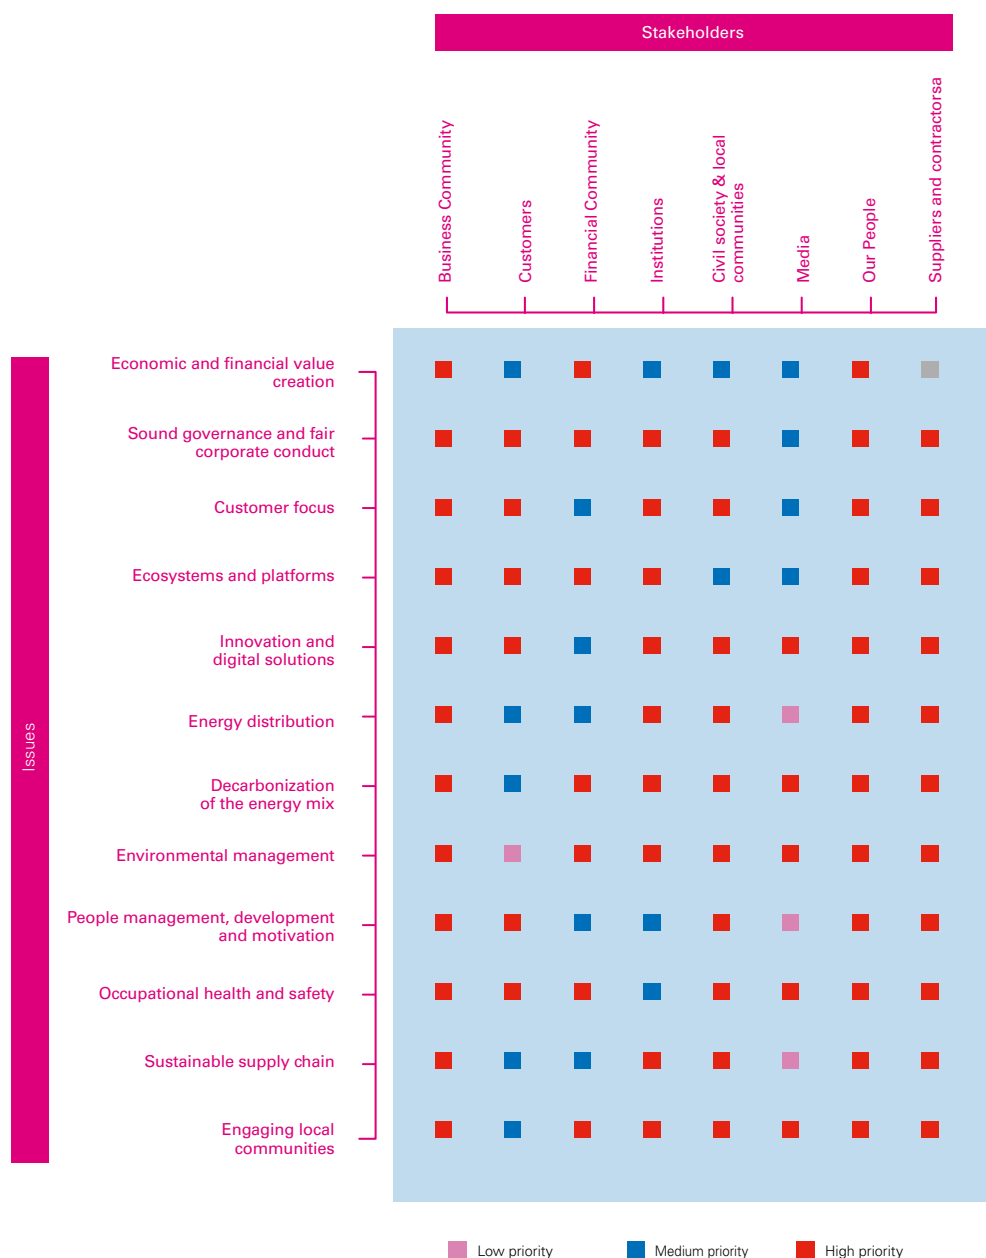 Stakeholders
Business Community
Customers
Financial Community
Institutions
Civil society & local
communities
Media
Our People
Suppliers and contractorsa
Issues
Economic and financial value
creation
Sound governance and fair
corporate conduct
Customer focus
Ecosystems and platforms
Innovation and
digital solutions
Energy distribution
Decarbonization
of the energy mix
Environmental management
People management, development
and motivation
Occupational health and safety
Sustainable supply chain
Engaging local
communities
Low priority
Medium priority
High priority